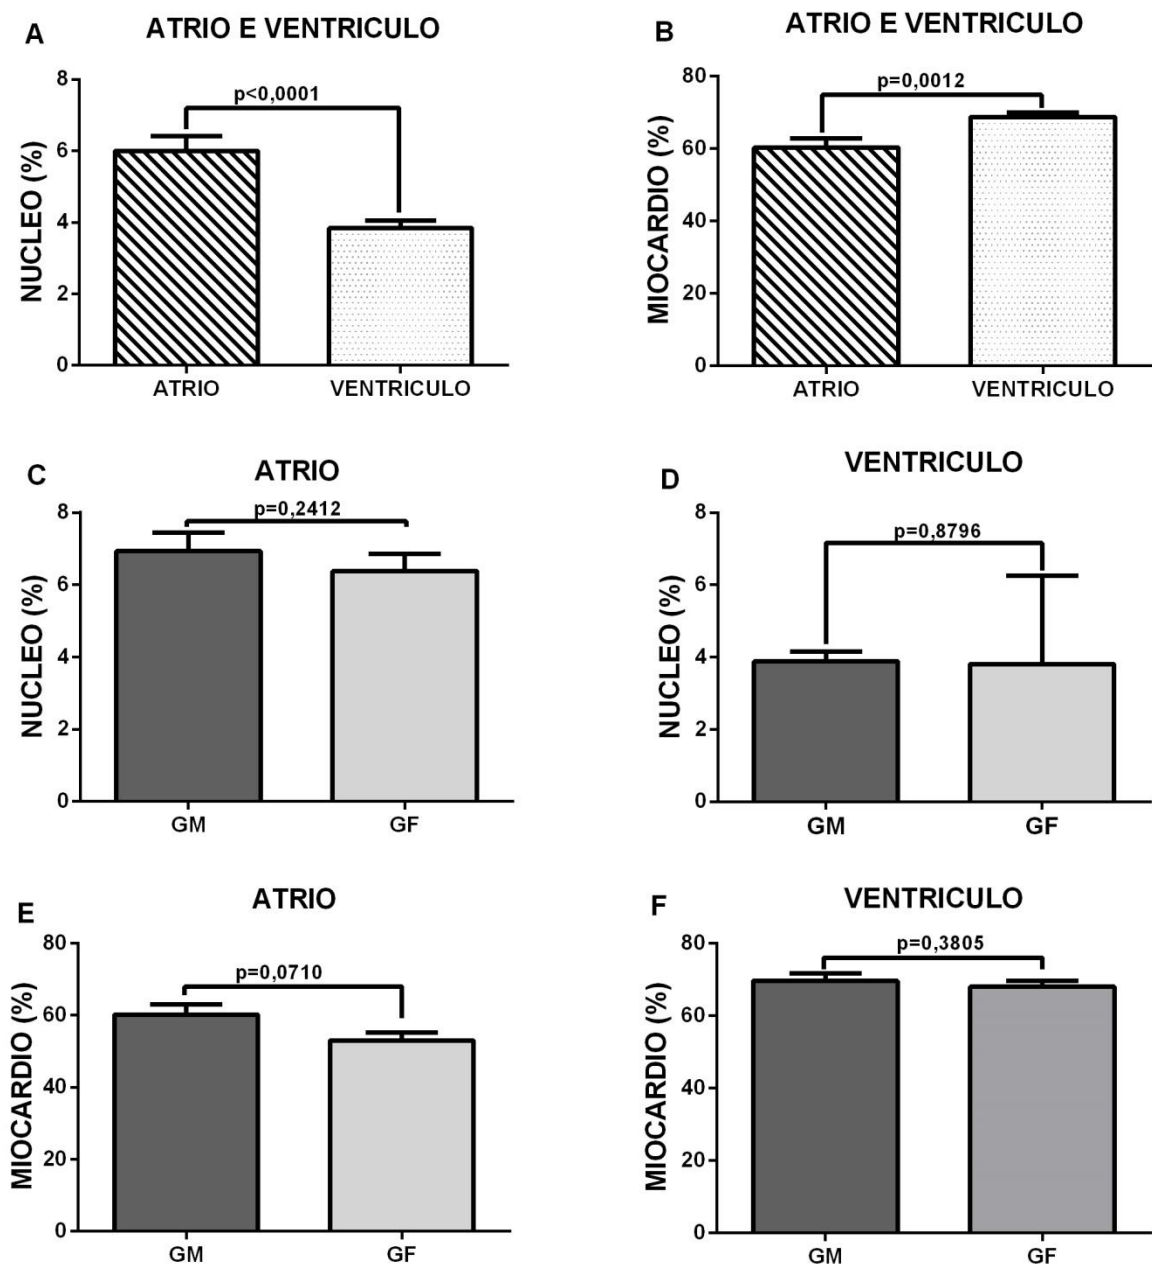 A
ATRIO E VENTRICULO
p<0,0001
NUCLEO (%)
8
6
4
2
0
ATRIO
VENTRICULO
B
ATRIO E VENTRICULO
p=0,0012
MIOCARDIO (%)
80
60
40
20
0
ATRIO
VENTRICULO
C
ATRIO
p=0,2412
NUCLEO (%)
8
6
4
2
0
GM
GF
D
VENTRICULO
p=0,8796
NUCLEO (%)
8
6
4
2
0
GM
GF
E
ATRIO
p=0,0710
MIOCARDIO (%)
80
60
40
20
0
GM
GF
F
VENTRICULO
p=0,3805
MIOCARDIO (%)
80
60
40
20
0
GM
GF